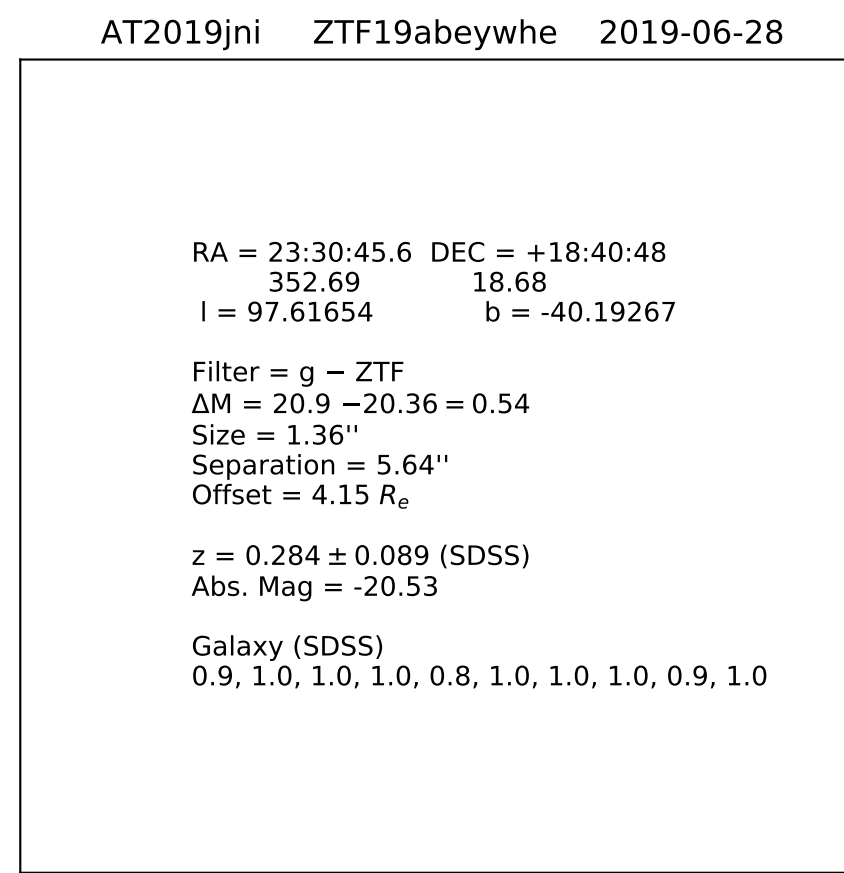 AT2019jni ZTF19abeywhe 2019-06-28
RA = 23:30:45.6 DEC = +18:40:48
352.69 18.68
l = 97.61654 b = -40.19267
Filter = g − ZTF
ΔM = 20.9 −20.36 = 0.54
Size = 1.36''
Separation = 5.64''
Offset = 4.15 Rₑ
z = 0.284 ± 0.089 (SDSS)
Abs. Mag = -20.53
Galaxy (SDSS)
0.9, 1.0, 1.0, 1.0, 0.8, 1.0, 1.0, 1.0, 0.9, 1.0